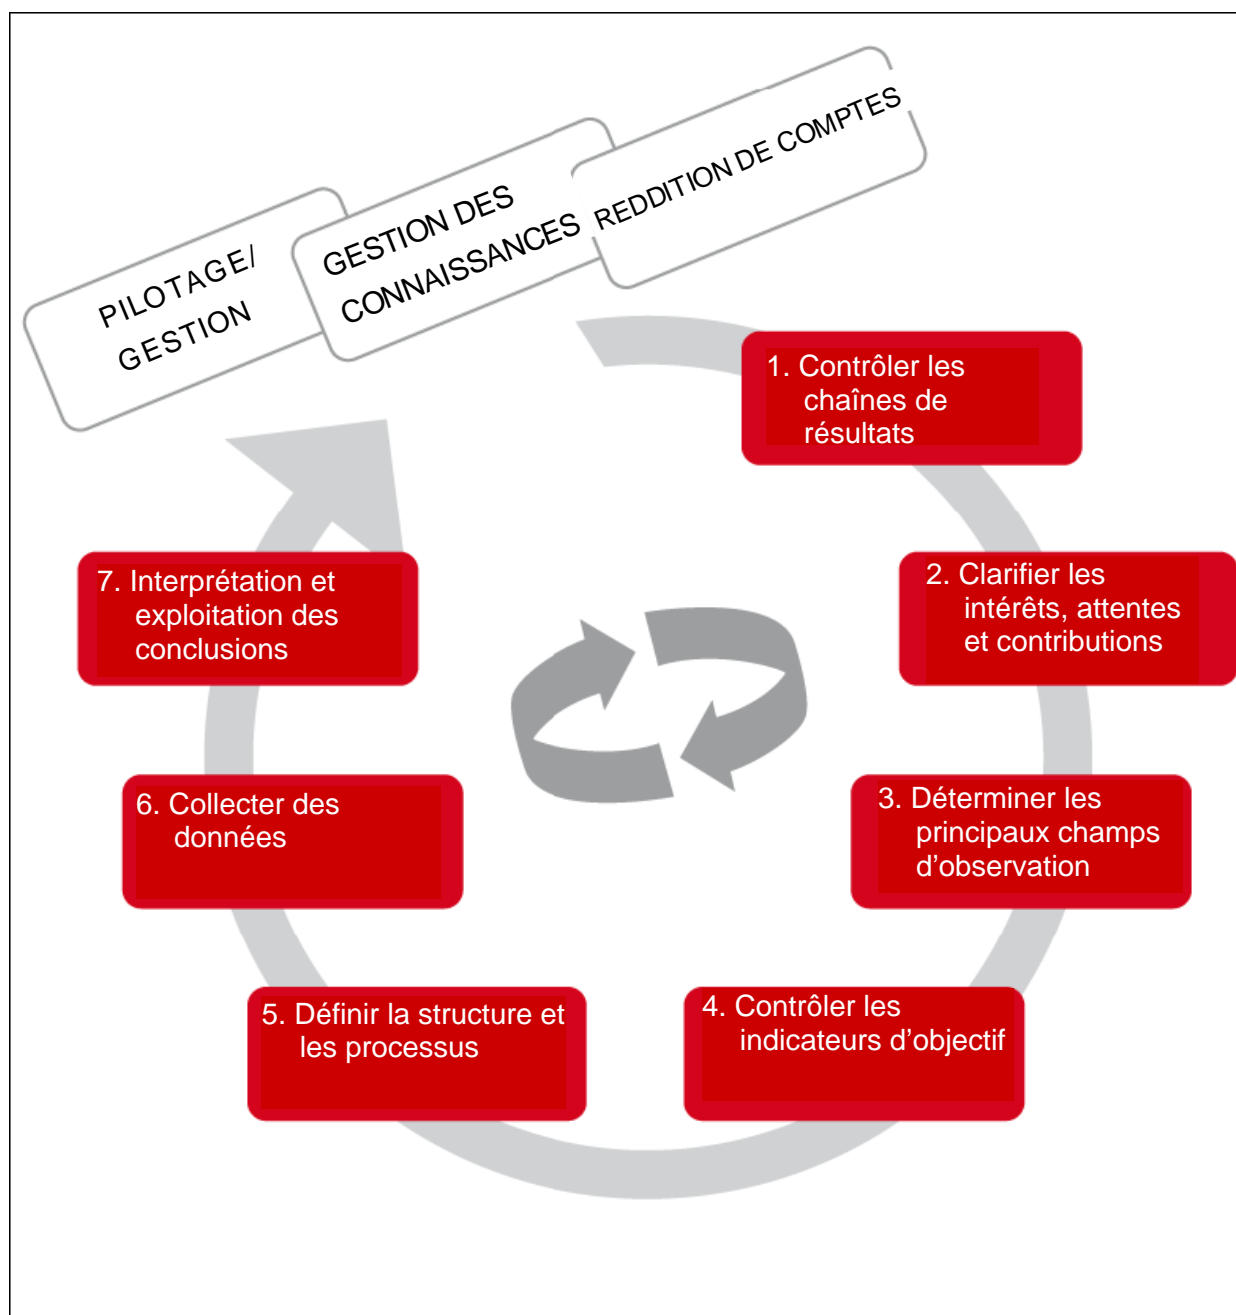 PILOTAGE/
GESTION
GESTION DES
CONNAISSANCES
REDDITION DE COMPTES
1. Contrôler les
chaînes de
résultats
2. Clarifier les
intérêts, attentes
et contributions
3. Déterminer les
principaux champs
d’observation
4. Contrôler les
indicateurs d’objectif
5. Définir la structure et
les processus
6. Collecter des
données
7. Interprétation et
exploitation des
conclusions